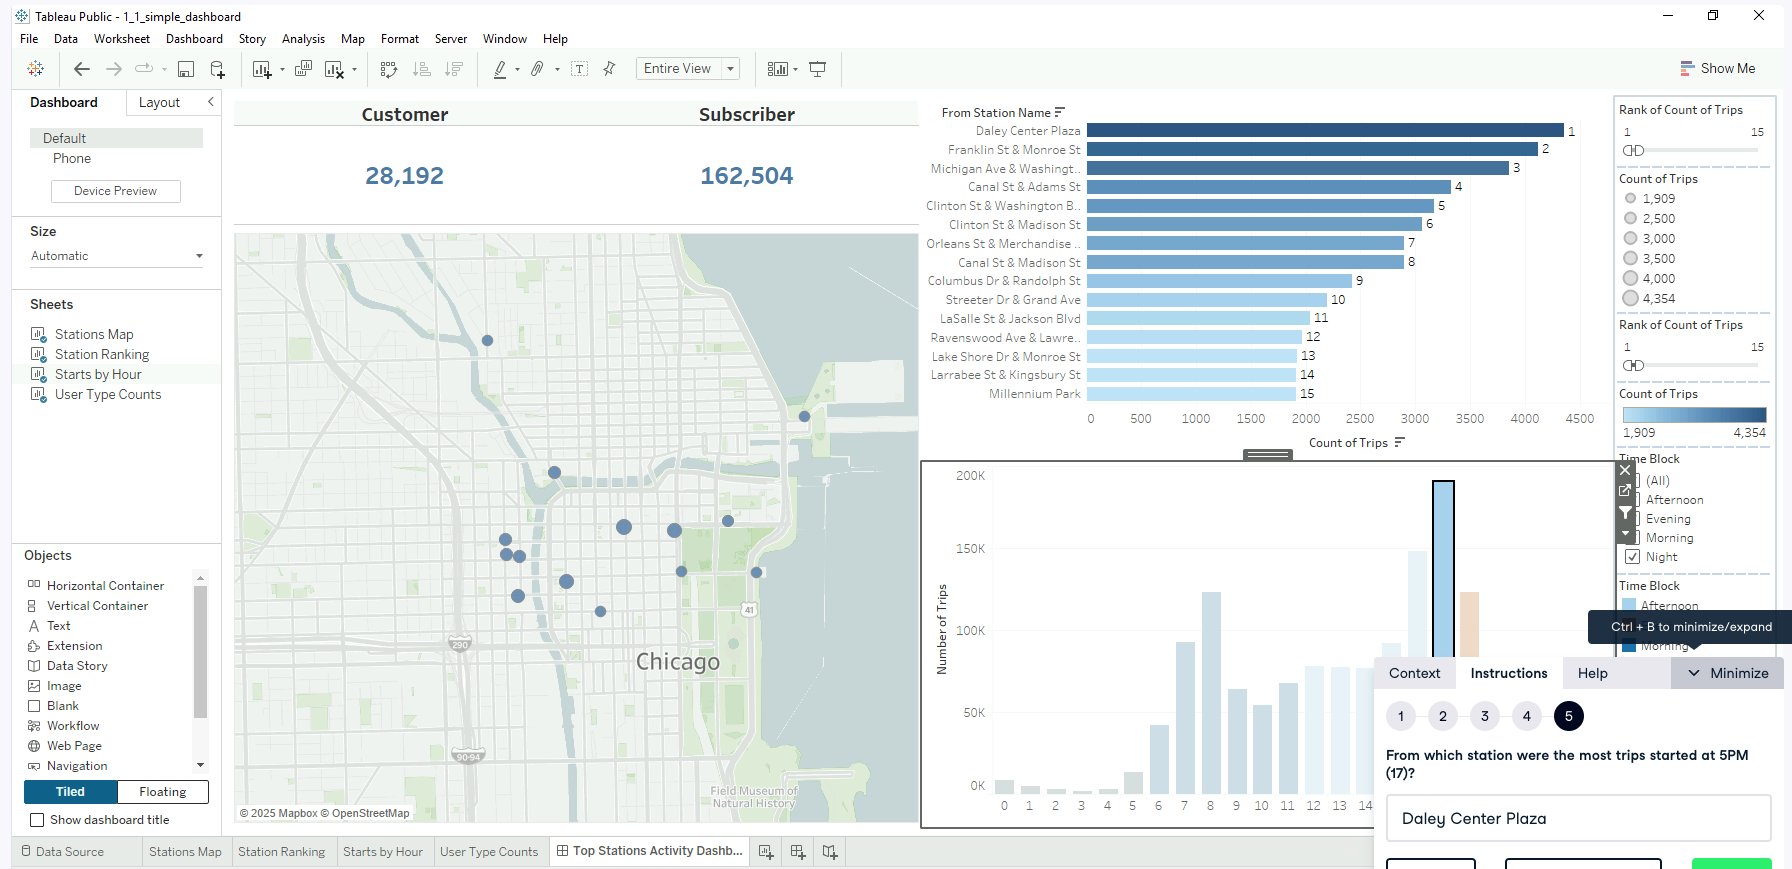 Tableau Public - 1_1_simple_dashboard
File Data Worksheet Dashboard Story Analysis Map Format Server Window Help
Entire View
Show Me
Dashboard Layout
Default
Phone
Device Preview
Size
Automatic
Sheets
Stations Map
Station Ranking
Starts by Hour
User Type Counts
Objects
Horizontal Container
Vertical Container
Text
Extension
Data Story
Image
Blank
Workflow
Web Page
Navigation
Tiled Floating
Show dashboard title
Customer Subscriber
28,192 162,504
290
90-94
41
Chicago
Field Museum of
Natural History
© 2025 Mapbox © OpenStreetMap
From Station Name
Daley Center Plaza 1
Franklin St & Monroe St 2
Michigan Ave & Washingt.. 3
Canal St & Adams St 4
Clinton St & Washington B.. 5
Clinton St & Madison St 6
Orleans St & Merchandise .. 7
Canal St & Madison St 8
Columbus Dr & Randolph St 9
Streeter Dr & Grand Ave 10
LaSalle St & Jackson Blvd 11
Ravenswood Ave & Lawre.. 12
Lake Shore Dr & Monroe St 13
Larrabee St & Kingsbury St 14
Millennium Park 15
0 500 1000 1500 2000 2500 3000 3500 4000 4500
Count of Trips
Number of Trips
200K
150K
100K
50K
0K
0 1 2 3 4 5 6 7 8 9 10 11 12 13 14
Rank of Count of Trips
1 15
Count of Trips
1,909
2,500
3,000
3,500
4,000
4,354
Rank of Count of Trips
1 15
Count of Trips
1,909 4,354
Time Block
(All)
Afternoon
Evening
Morning
Night
Time Block
Afternoon
Morning
Ctrl + B to minimize/expand
Context Instructions Help Minimize
1 2 3 4 5
From which station were the most trips started at 5PM
(17)?
Daley Center Plaza
Data Source Stations Map Station Ranking Starts by Hour User Type Counts Top Stations Activity Dashb...